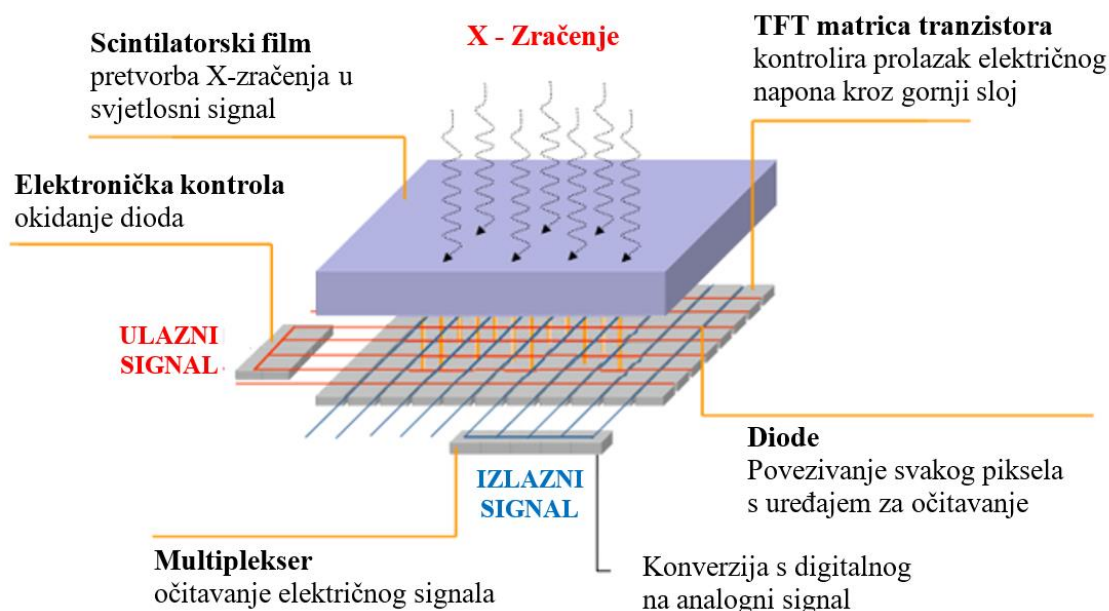 Scintilatorski film
pretvorba X-zračenja u
svjetlosni signal
X - Zračenje
TFT matrica tranzistora
kontrolira prolazak električnog
napona kroz gornji sloj
Elektronička kontrola
okidanje dioda
ULAZNI
SIGNAL
Diode
Povezivanje svakog piksela
s uređajem za očitavanje
IZLAZNI
SIGNAL
Multiplekser
očitavanje električnog signala
Konverzija s digitalnog
na analogni signal